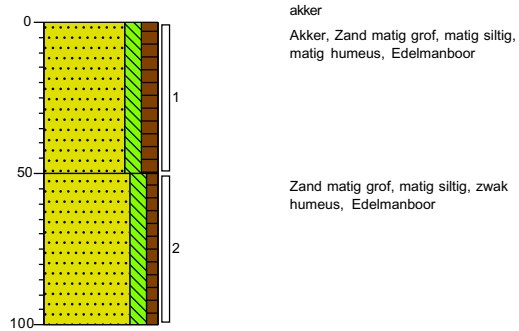 akker
0
Akker, Zand matig grof, matig siltig,
matig humeus, Edelmanboor
1
50
Zand matig grof, matig siltig, zwak
humeus, Edelmanboor
2
100